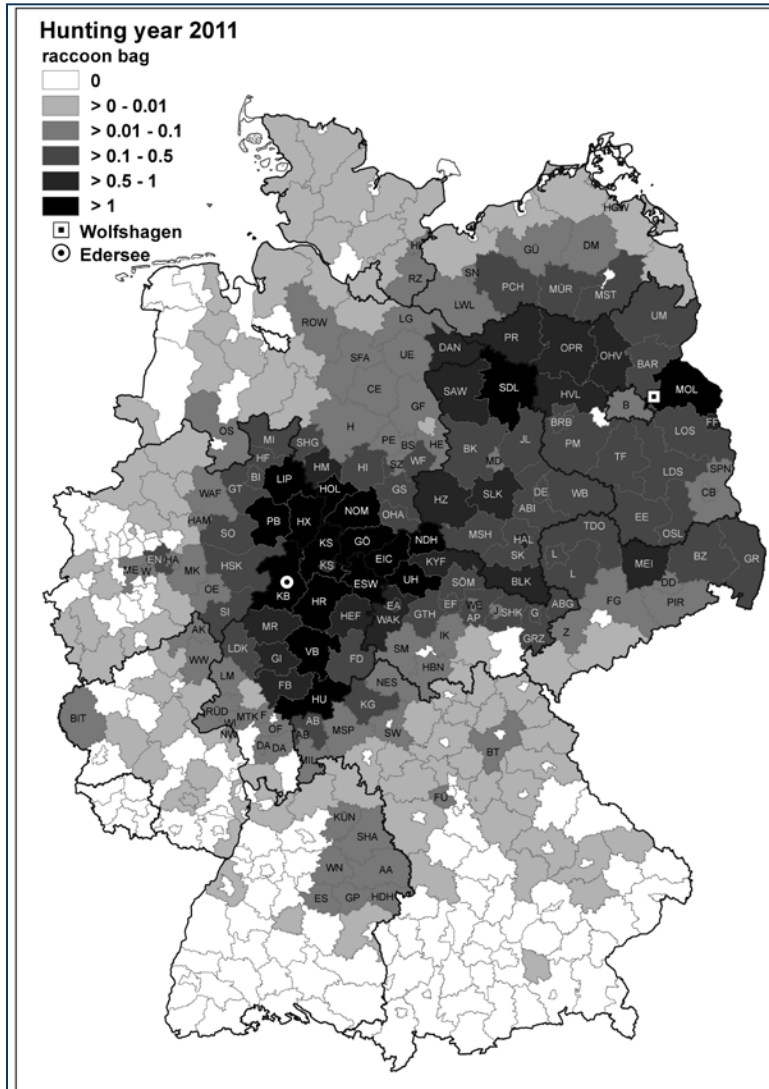 Hunting year 2011
raccoon bag
0
> 0 - 0.01
> 0.01 - 0.1
> 0.1 - 0.5
> 0.5 - 1
> 1
Wolfshagen
Edersee
HGW
GÜ DM
RZ SN
PCH MÜR MST
LWL UM
ROW LG
PR
DAN OPR OHV
SFA UE BAR
SAW SDL MOL
CE HVL
GF B
H BRB
OS MI SHG PE BS HE BK JL PM LOS FF
HF HM HI SZ WF MD TF
BI LIP GS LDS SPN
WAF GT HOL HZ SLK DE WB CB
HAM PB HX NOM OHA ABI EE
SO GÖ OSL
EN HA KS NDH MSH HAL TDO
ME W HSK KS EIC KYF SK L MEI BZ GR
MK ESW UH L DD
OE KB SÖM BLK
SI HR HEF EA EF WE J SHK G ABG FG PIR
MR WAK GTH AP Z
AK LDK IK GRZ
WW GI VB FD SM HBN
LM FB NES
BIT RÜD HU KG
MTK F AB
WI OF SW BT
DA DA AB MSP
MIL
FÜ
KÜN
SHA
WN AA
ES GP HDH